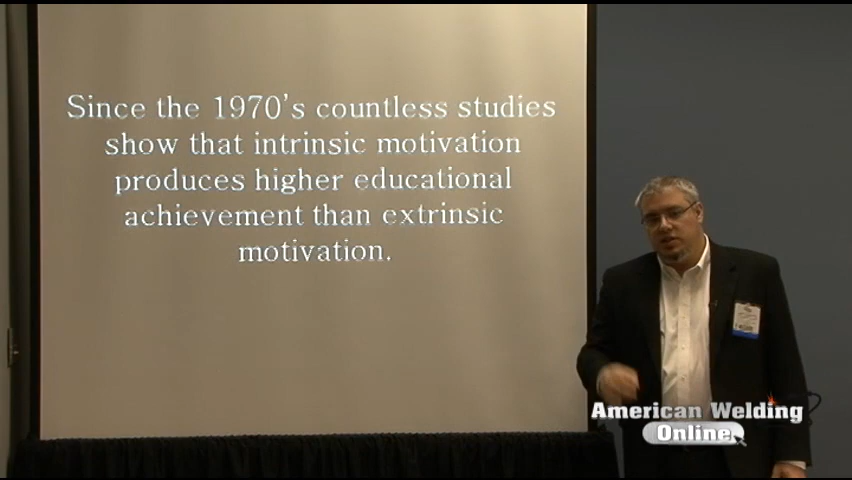 Since the 1970's countless studies
show that intrinsic motivation
produces higher educational
achievement than extrinsic
motivation.
American Welding
Online